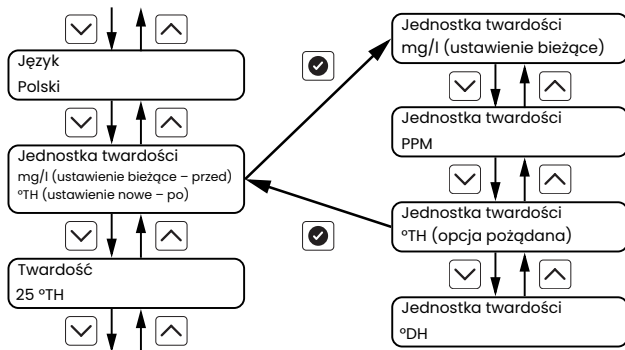 Język
Polski
Jednostka twardości
mg/l (ustawienie bieżące – przed)
°TH (ustawienie nowe – po)
Twardość
25 °TH
Jednostka twardości
mg/l (ustawienie bieżące)
Jednostka twardości
PPM
Jednostka twardości
°TH (opcja pożądana)
Jednostka twardości
°DH